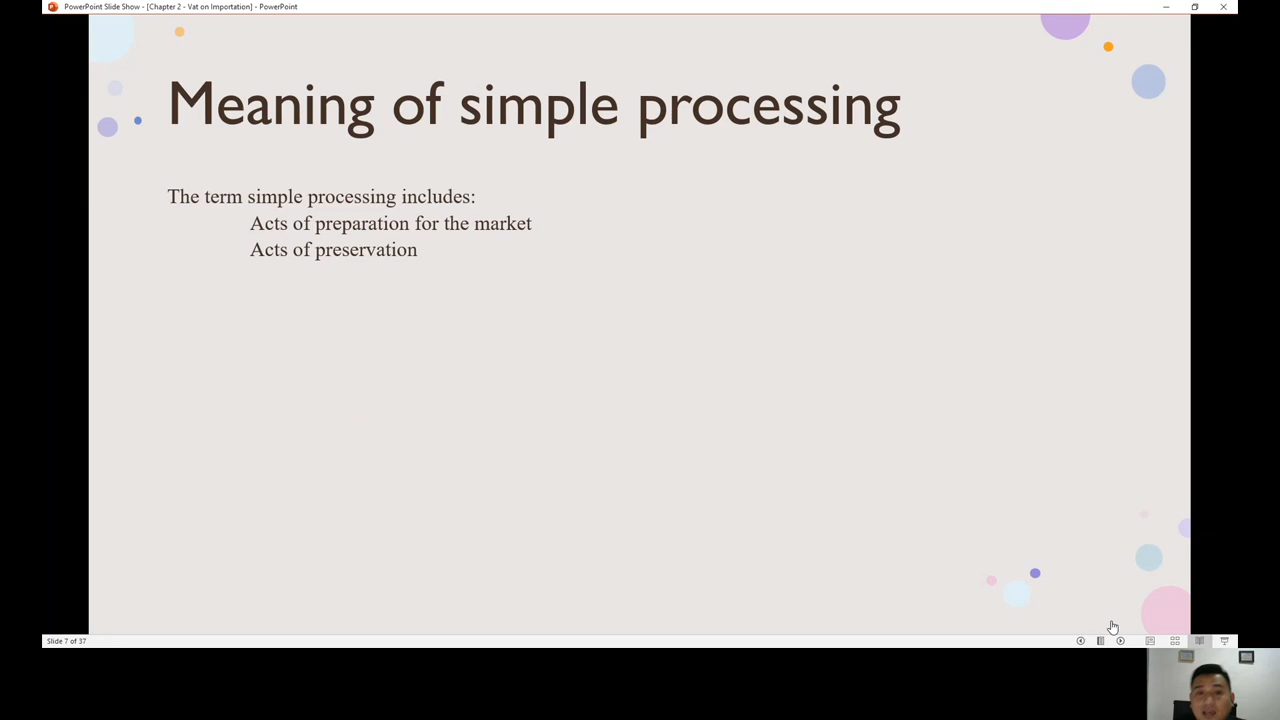 PowerPoint Slide Show - [Chapter 2 - Vat on Importation] - PowerPoint
Meaning of simple processing
The term simple processing includes:
Acts of preparation for the market
Acts of preservation
Slide 7 of 37